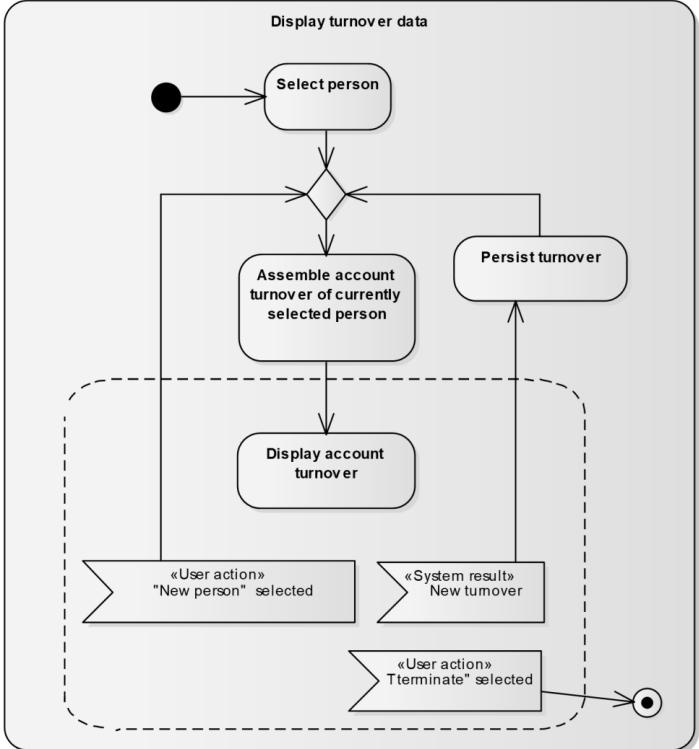 Display turnover data
Select person
Assemble account
turnover of currently
selected person
Persist turnover
Display account
turnover
«User action»
"New person" selected
«System result»
New turnover
«User action»
Tterminate" selected